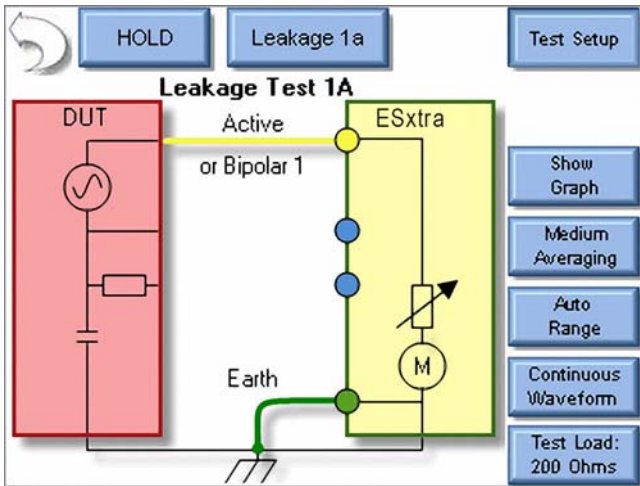 HOLD
Leakage 1a
Test Setup
Leakage Test 1A
DUT
Active
or Bipolar 1
ESxtra
Show
Graph
Medium
Averaging
Auto
Range
M
Earth
Continuous
Waveform
Test Load:
200 Ohms